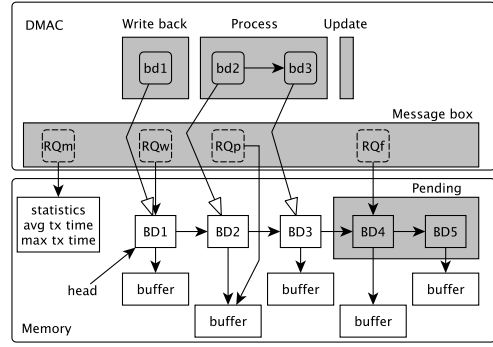 DMAC
Write back
Process
Update
bd1
bd2
bd3
Message box
RQm
RQw
RQp
RQf
Pending
statistics
avg tx time
max tx time
BD1
BD2
BD3
BD4
BD5
head
buffer
buffer
buffer
buffer
buffer
Memory